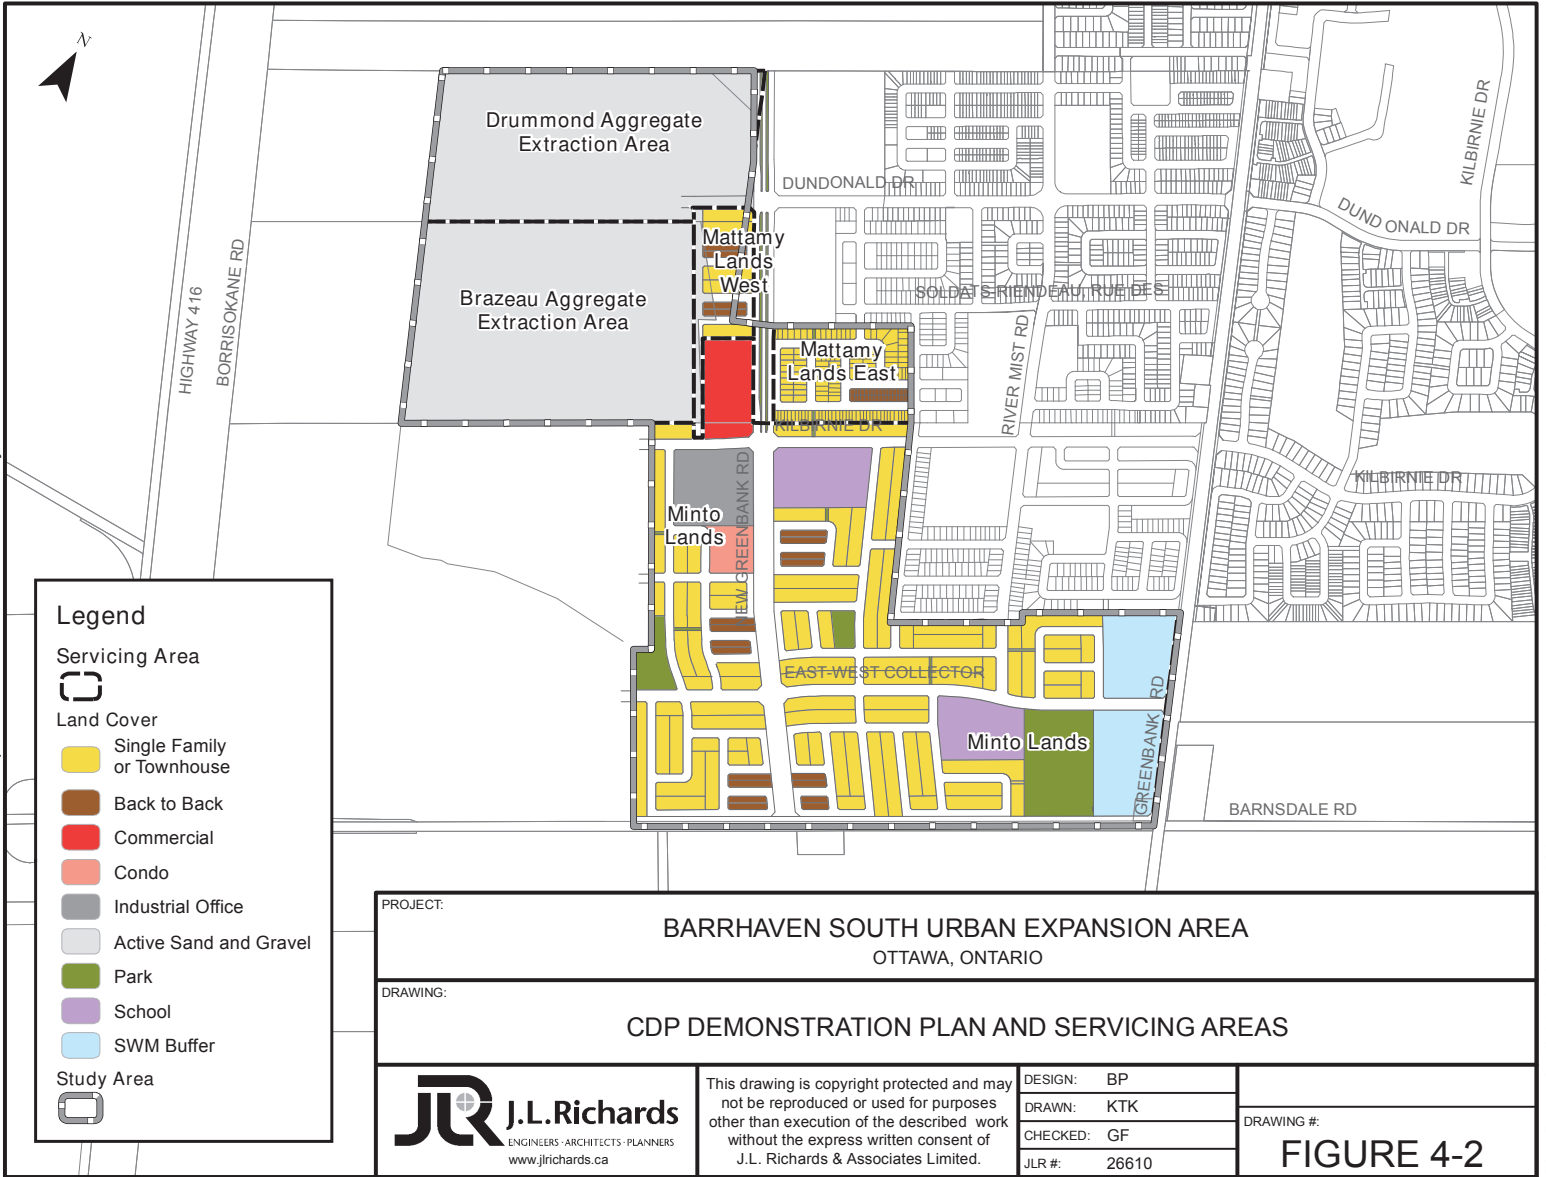 N
Drummond Aggregate
Extraction Area
DUNDONALD DR
KILBIRNIE DR
DUNDONALD DR
Mattamy
Lands
West
HIGHWAY 416
BORRISOKANE RD
Brazeau Aggregate
Extraction Area
SOLDATS-RIENDEAU, RUE DES
Mattamy
Lands East
RIVER MIST RD
KILBIRNIE DR
KILBIRNIE DR
NEW GREENBANK RD
Minto
Lands
EAST-WEST COLLECTOR
Minto Lands
GREENBANK RD
BARNSDALE RD
Legend
Servicing Area
Land Cover
Single Family
or Townhouse
Back to Back
Commercial
Condo
Industrial Office
Active Sand and Gravel
Park
School
SWM Buffer
Study Area
PROJECT:
BARRHAVEN SOUTH URBAN EXPANSION AREA
OTTAWA, ONTARIO
DRAWING:
CDP DEMONSTRATION PLAN AND SERVICING AREAS
JLR
J.L.Richards
ENGINEERS · ARCHITECTS · PLANNERS
www.jlrichards.ca
This drawing is copyright protected and may
not be reproduced or used for purposes
other than execution of the described work
without the express written consent of
J.L. Richards & Associates Limited.
DESIGN: BP
DRAWN: KTK
CHECKED: GF
JLR #: 26610
DRAWING #:
FIGURE 4-2